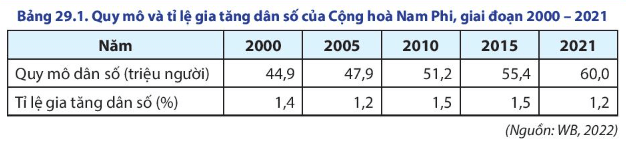 Bảng 29.1. Quy mô và tỉ lệ gia tăng dân số của Cộng hoà Nam Phi, giai đoạn 2000 – 2021
Năm 2000 2005 2010 2015 2021
Quy mô dân số (triệu người) 44,9 47,9 51,2 55,4 60,0
Tỉ lệ gia tăng dân số (%) 1,4 1,2 1,5 1,5 1,2
(Nguồn: WB, 2022)